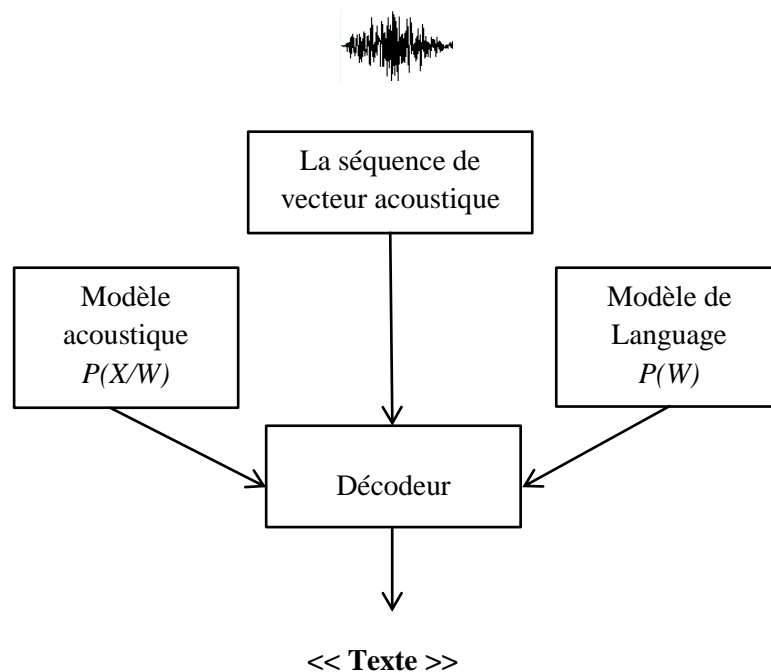 La séquence de
vecteur acoustique
Modèle
acoustique
P(X/W)
Modèle de
Language
P(W)
Décodeur
<< Texte >>